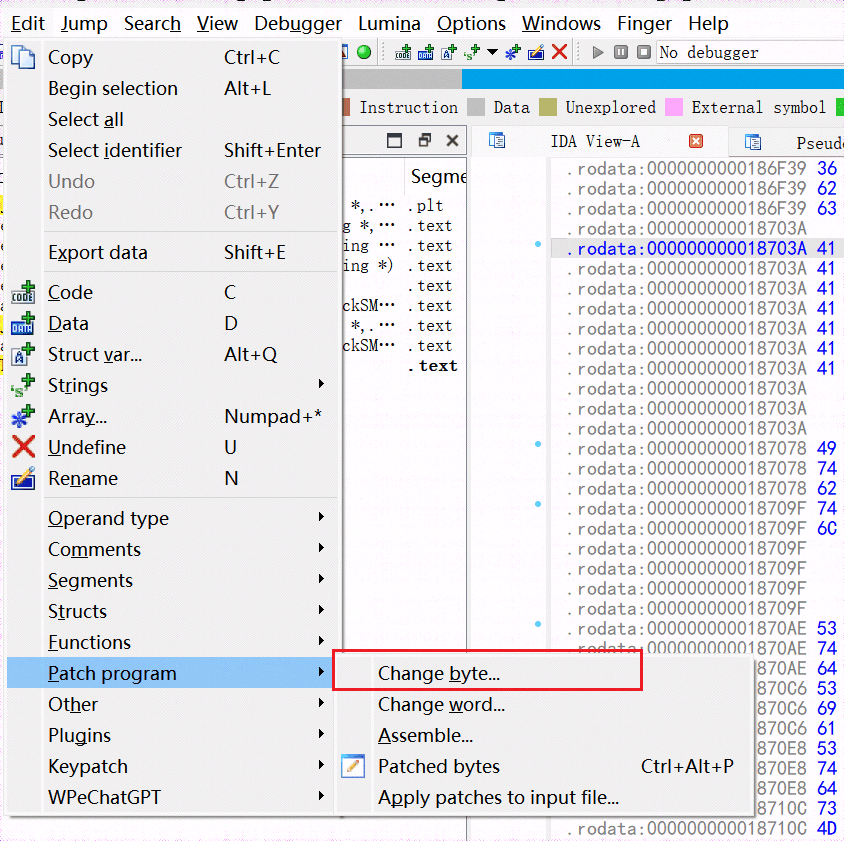 Edit Jump Search View Debugger Lumina Options Windows Finger Help
Copy Ctrl+C
No debugger
Begin selection Alt+L
Instruction Data Unexplored External symbol
Select all
Select identifier Shift+Enter
IDA View-A
Undo Ctrl+Z
Redo Ctrl+Y
Export data Shift+E
Code C
Data D
Struct var... Alt+Q
Strings
Array... Numpad+*
Undefine U
Rename N
Operand type
Comments
Segments
Structs
Functions
Patch program
Other
Plugins
Keypatch
WPeChatGPT
Change byte...
Change word...
Assemble...
Patched bytes Ctrl+Alt+P
Apply patches to input file...
*,.… .plt
g *,… .text
ing … .text
ing *) .text
.text
ckSM… .text
*,.… .text
ckSM… .text
.text
.rodata:0000000000186F39 36
.rodata:0000000000186F39 62
.rodata:0000000000186F39 63
.rodata:000000000018703A
.rodata:000000000018703A 41
.rodata:000000000018703A 41
.rodata:000000000018703A 41
.rodata:000000000018703A 41
.rodata:000000000018703A 41
.rodata:000000000018703A 41
.rodata:000000000018703A 41
.rodata:000000000018703A
.rodata:000000000018703A
.rodata:000000000018703A
.rodata:0000000000187078 49
.rodata:0000000000187078 74
.rodata:0000000000187078 62
.rodata:000000000018709F 74
.rodata:000000000018709F 6C
.rodata:000000000018709F
.rodata:000000000018709F
.rodata:000000000018709F
.rodata:000000000018709F
.rodata:00000000001870AE 53
.rodata:00000000001870AE 74
870AE 64
870C6 53
870C6 69
870C6 61
870E8 53
870E8 74
870E8 64
8710C 73
.rodata:000000000018710C 4D